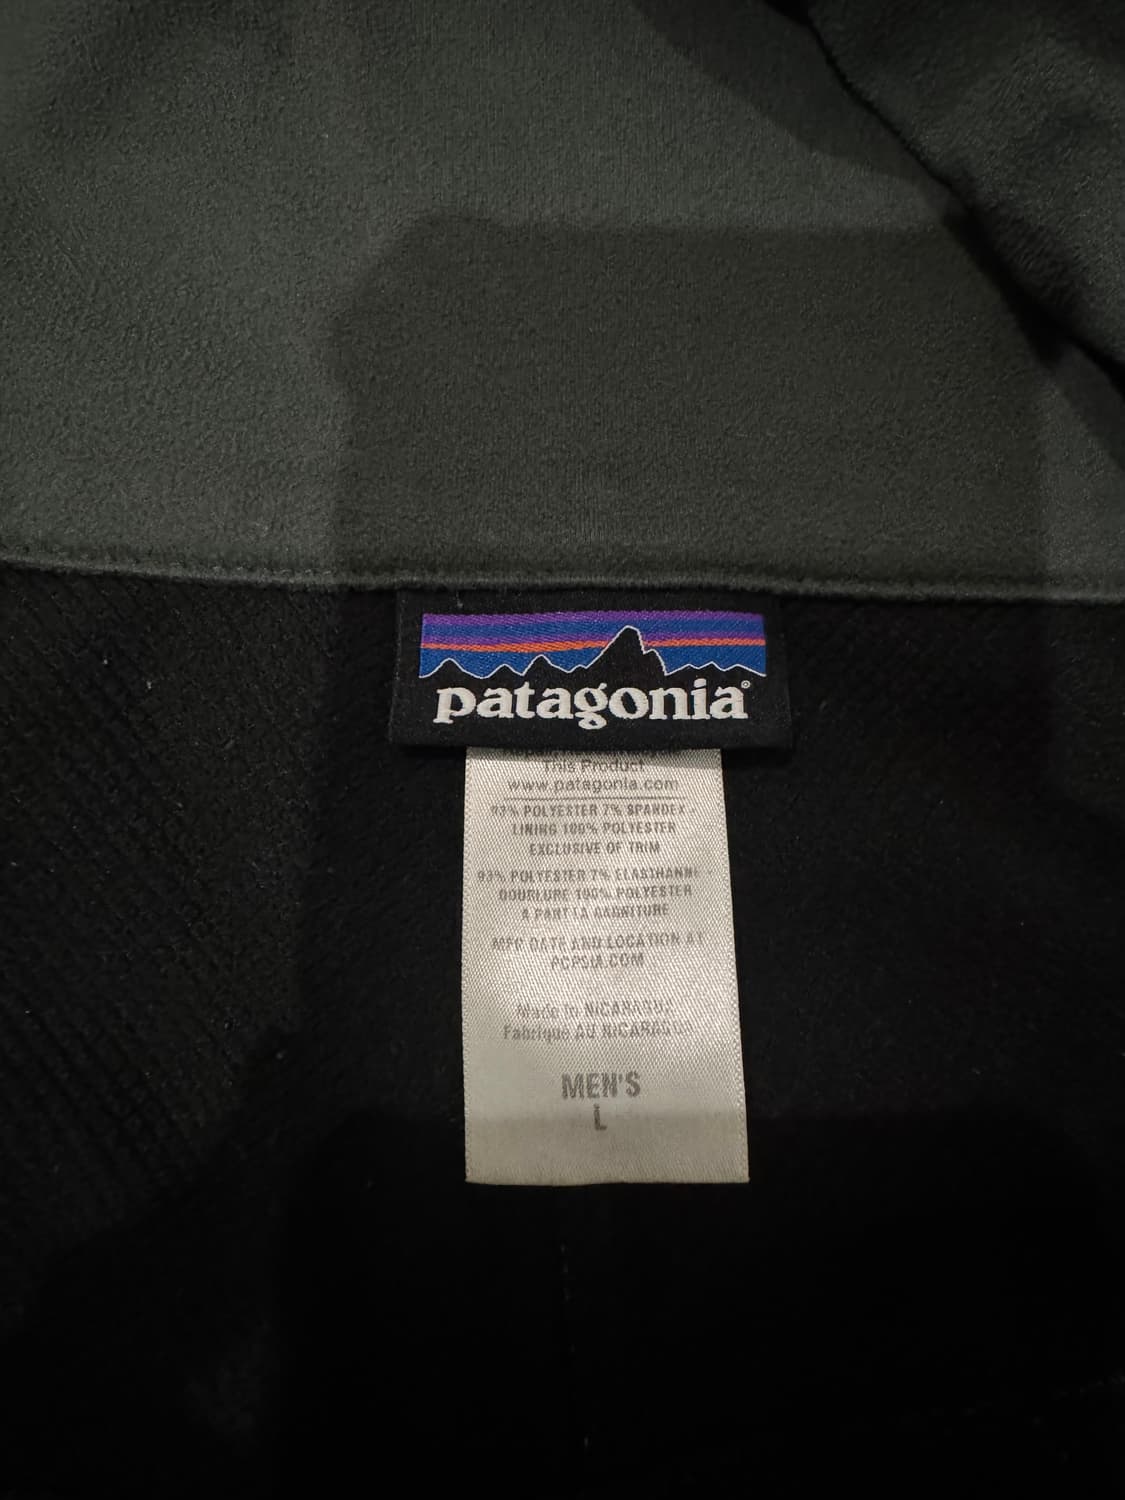 patagonia®
This Product
www.patagonia.com
93% POLYESTER 7% SPANDEX -
LINING 100% POLYESTER
EXCLUSIVE OF TRIM
93% POLYESTER 7% ELASTHANNE -
DOUBLURE 100% POLYESTER
A PART LA GARNITURE
MFG DATE AND LOCATION AT
PCPSIA.COM
Made in NICARAGUA
Fabriqué AU NICARAGUA
MEN'S
L